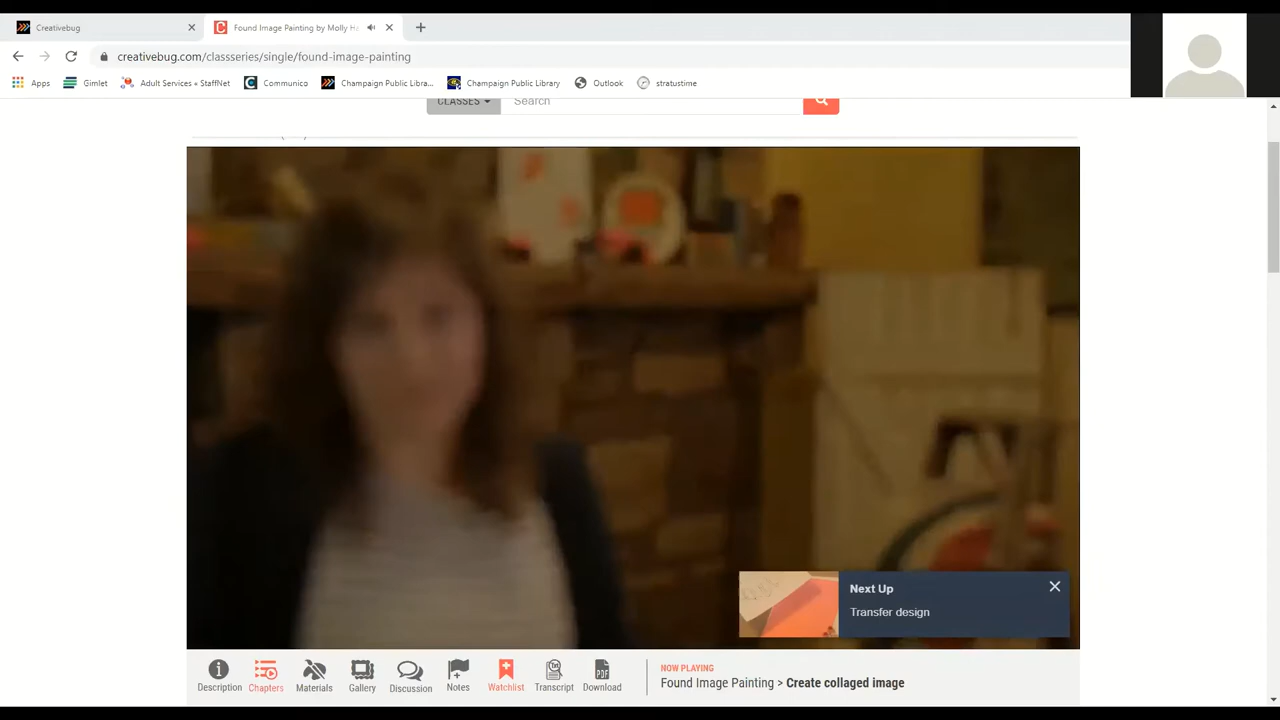 Creativebug
Found Image Painting by Molly Ha
creativebug.com/classseries/single/found-image-painting
Apps Gimlet Adult Services « StaffNet Communico Champaign Public Libra... Champaign Public Library Outlook stratustime
CLASSES Search
Next Up
Transfer design
Description Chapters Materials Gallery Discussion Notes Watchlist Transcript Download
NOW PLAYING
Found Image Painting > Create collaged image